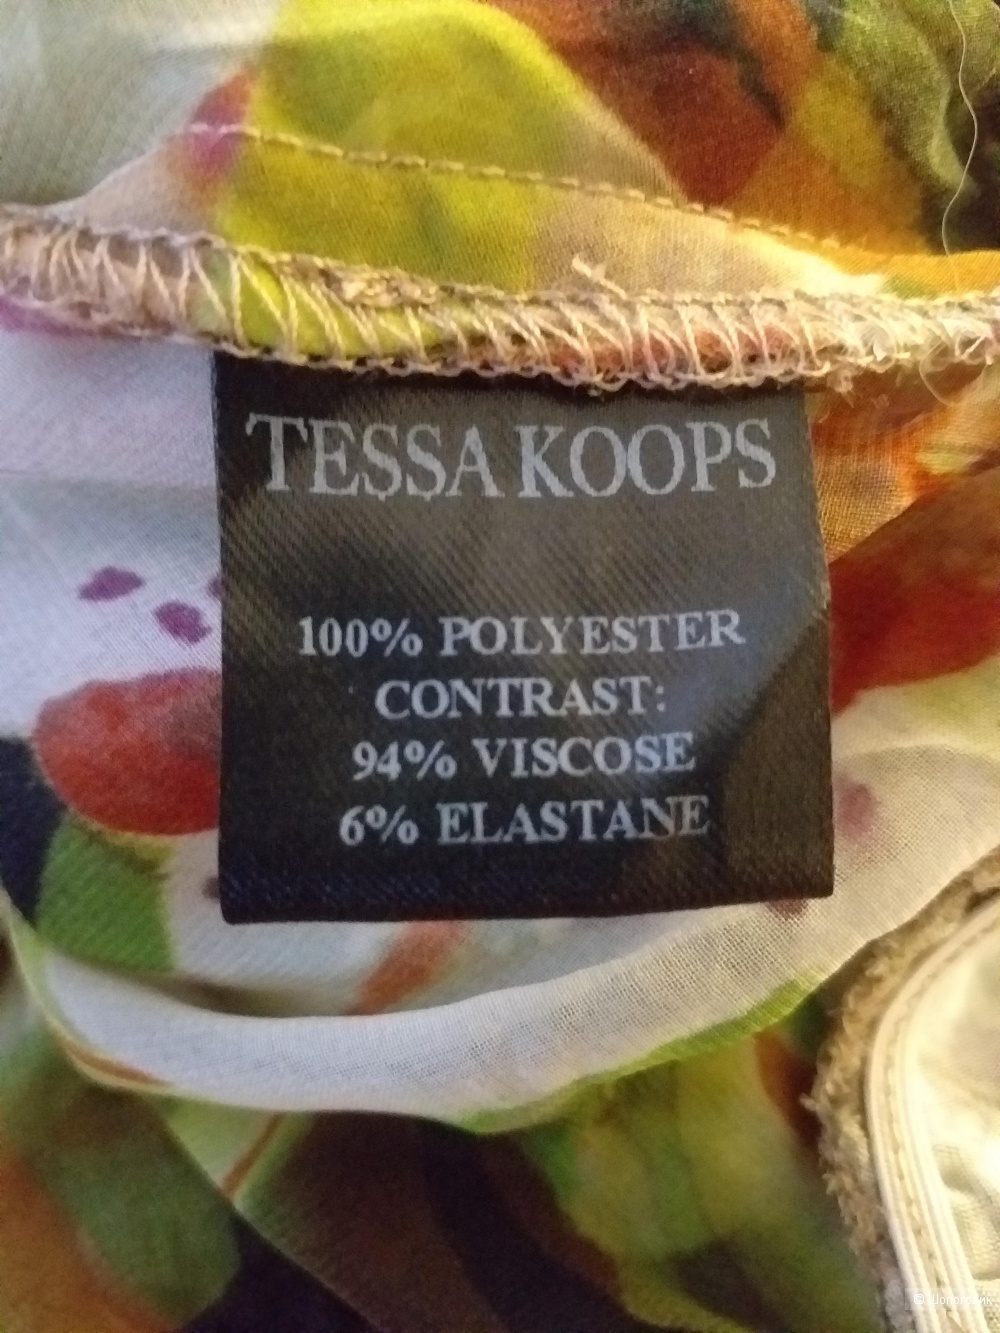 TESSA KOOPS
100% POLYESTER
CONTRAST:
94% VISCOSE
6% ELASTANE